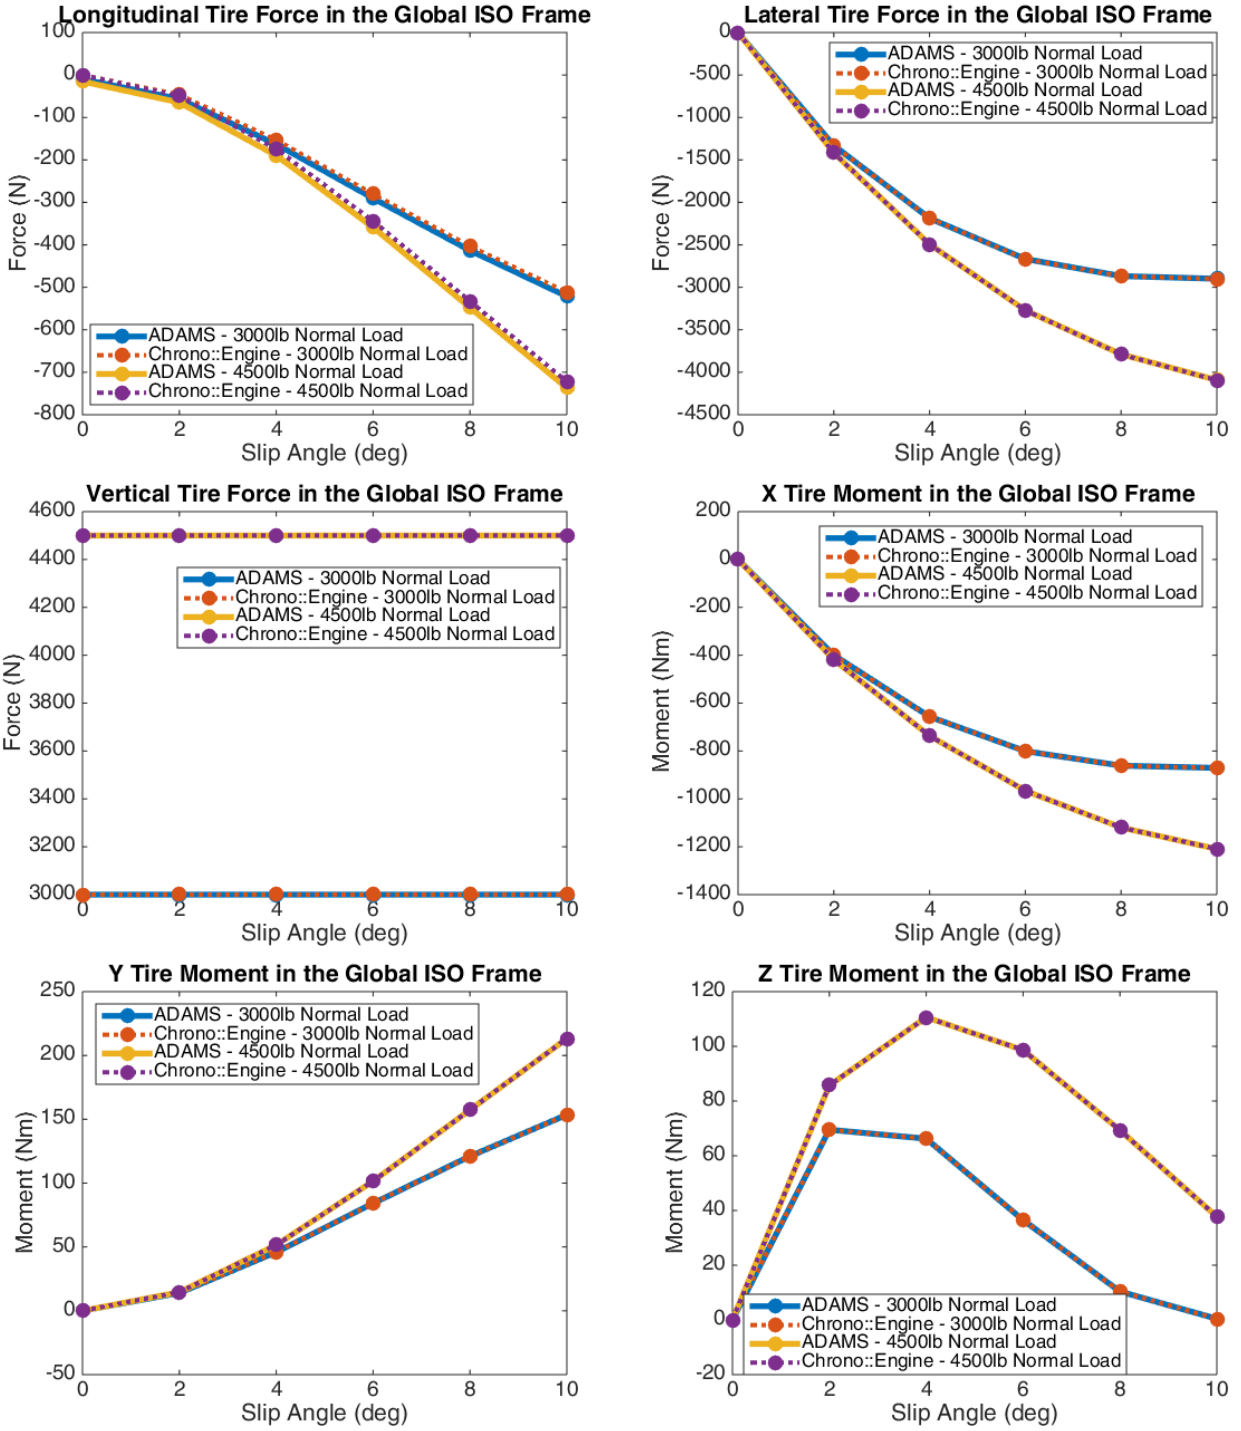 Longitudinal Tire Force in the Global ISO Frame
100
0
-100
-200
-300
-400
-500
-600
-700
-800
Force (N)
ADAMS - 3000lb Normal Load
Chrono::Engine - 3000lb Normal Load
ADAMS - 4500lb Normal Load
Chrono::Engine - 4500lb Normal Load
0 2 4 6 8 10
Slip Angle (deg)
Lateral Tire Force in the Global ISO Frame
0
-500
-1000
-1500
-2000
-2500
-3000
-3500
-4000
-4500
Force (N)
ADAMS - 3000lb Normal Load
Chrono::Engine - 3000lb Normal Load
ADAMS - 4500lb Normal Load
Chrono::Engine - 4500lb Normal Load
0 2 4 6 8 10
Slip Angle (deg)
Vertical Tire Force in the Global ISO Frame
4600
4400
4200
4000
3800
3600
3400
3200
3000
Force (N)
ADAMS - 3000lb Normal Load
Chrono::Engine - 3000lb Normal Load
ADAMS - 4500lb Normal Load
Chrono::Engine - 4500lb Normal Load
0 2 4 6 8 10
Slip Angle (deg)
X Tire Moment in the Global ISO Frame
200
0
-200
-400
-600
-800
-1000
-1200
-1400
Moment (Nm)
ADAMS - 3000lb Normal Load
Chrono::Engine - 3000lb Normal Load
ADAMS - 4500lb Normal Load
Chrono::Engine - 4500lb Normal Load
0 2 4 6 8 10
Slip Angle (deg)
Y Tire Moment in the Global ISO Frame
250
200
150
100
50
0
-50
Moment (Nm)
ADAMS - 3000lb Normal Load
Chrono::Engine - 3000lb Normal Load
ADAMS - 4500lb Normal Load
Chrono::Engine - 4500lb Normal Load
0 2 4 6 8 10
Slip Angle (deg)
Z Tire Moment in the Global ISO Frame
120
100
80
60
40
20
0
-20
Moment (Nm)
ADAMS - 3000lb Normal Load
Chrono::Engine - 3000lb Normal Load
ADAMS - 4500lb Normal Load
Chrono::Engine - 4500lb Normal Load
0 2 4 6 8 10
Slip Angle (deg)